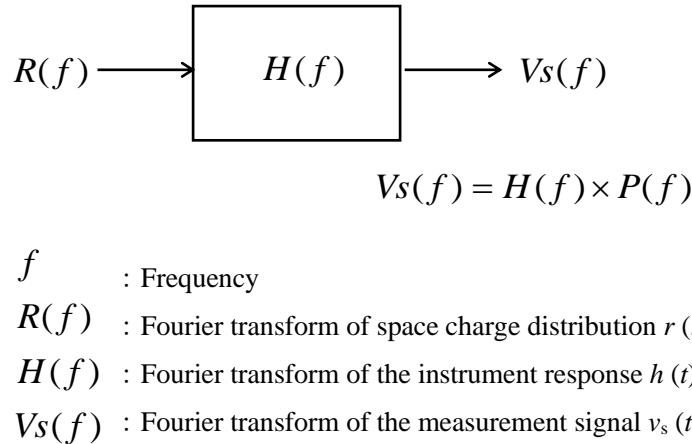 R(f) H(f) Vs(f)
Vs(f) = H(f) × P(f)
f : Frequency
R(f) : Fourier transform of space charge distribution r (
H(f) : Fourier transform of the instrument response h (t)
Vs(f) : Fourier transform of the measurement signal vs (t